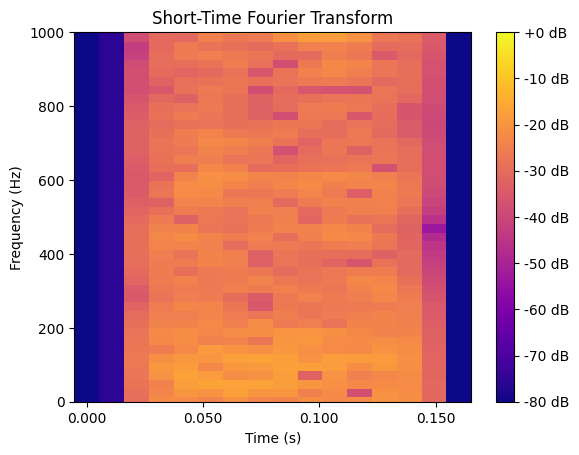 Short-Time Fourier Transform
Frequency (Hz)
1000
800
600
400
200
0
0.000
0.050
0.100
0.150
Time (s)
+0 dB
-10 dB
-20 dB
-30 dB
-40 dB
-50 dB
-60 dB
-70 dB
-80 dB